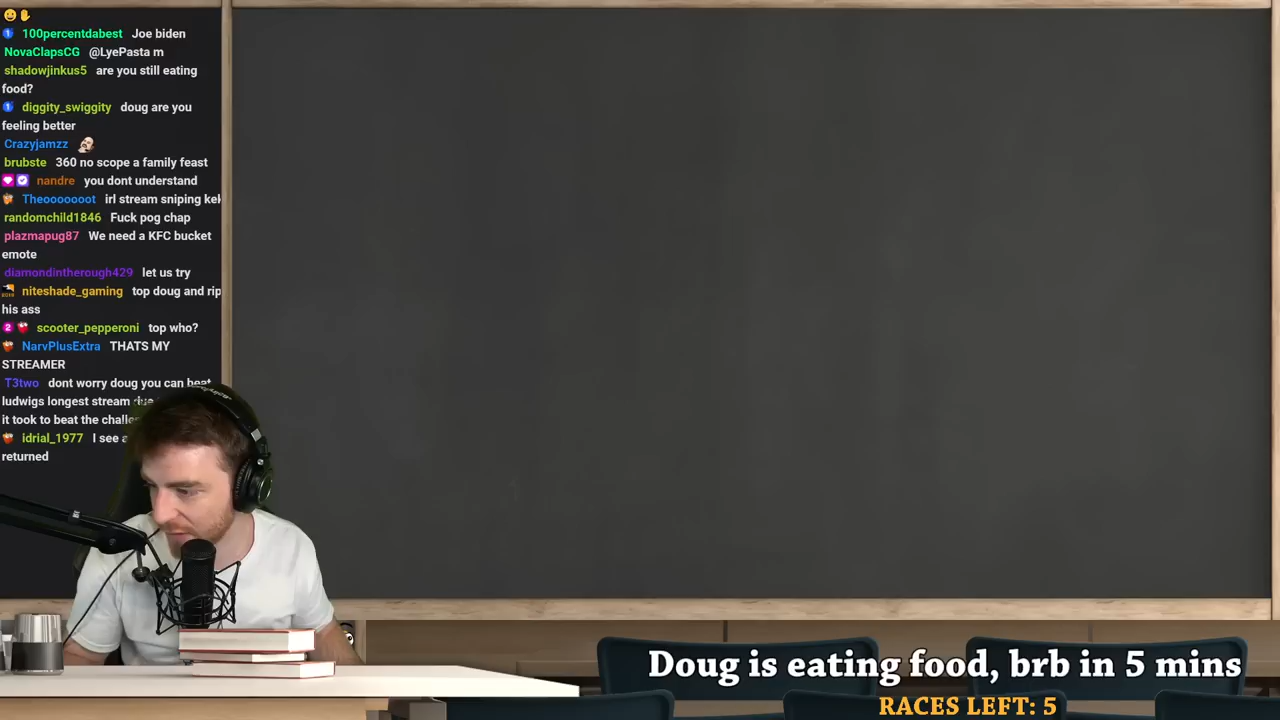 100percentdabest Joe biden
NovaClapsCG @LyePasta m
shadowjinkus5 are you still eating
food?
diggity_swiggity doug are you
feeling better
Crazyjamzz
brubste 360 no scope a family feast
nandre you dont understand
Theooooooot irl stream sniping kek
randomchild1846 Fuck pog chap
plazmapug87 We need a KFC bucket
emote
diamondintherough429 let us try
niteshade_gaming top doug and rip
his ass
scooter_pepperoni top who?
NarvPlusExtra THATS MY
STREAMER
T3two dont worry doug you can beat
ludwigs longest stream
it took to beat the
idrial_1977 I see
returned
Doug is eating food, brb in 5 mins
RACES LEFT: 5